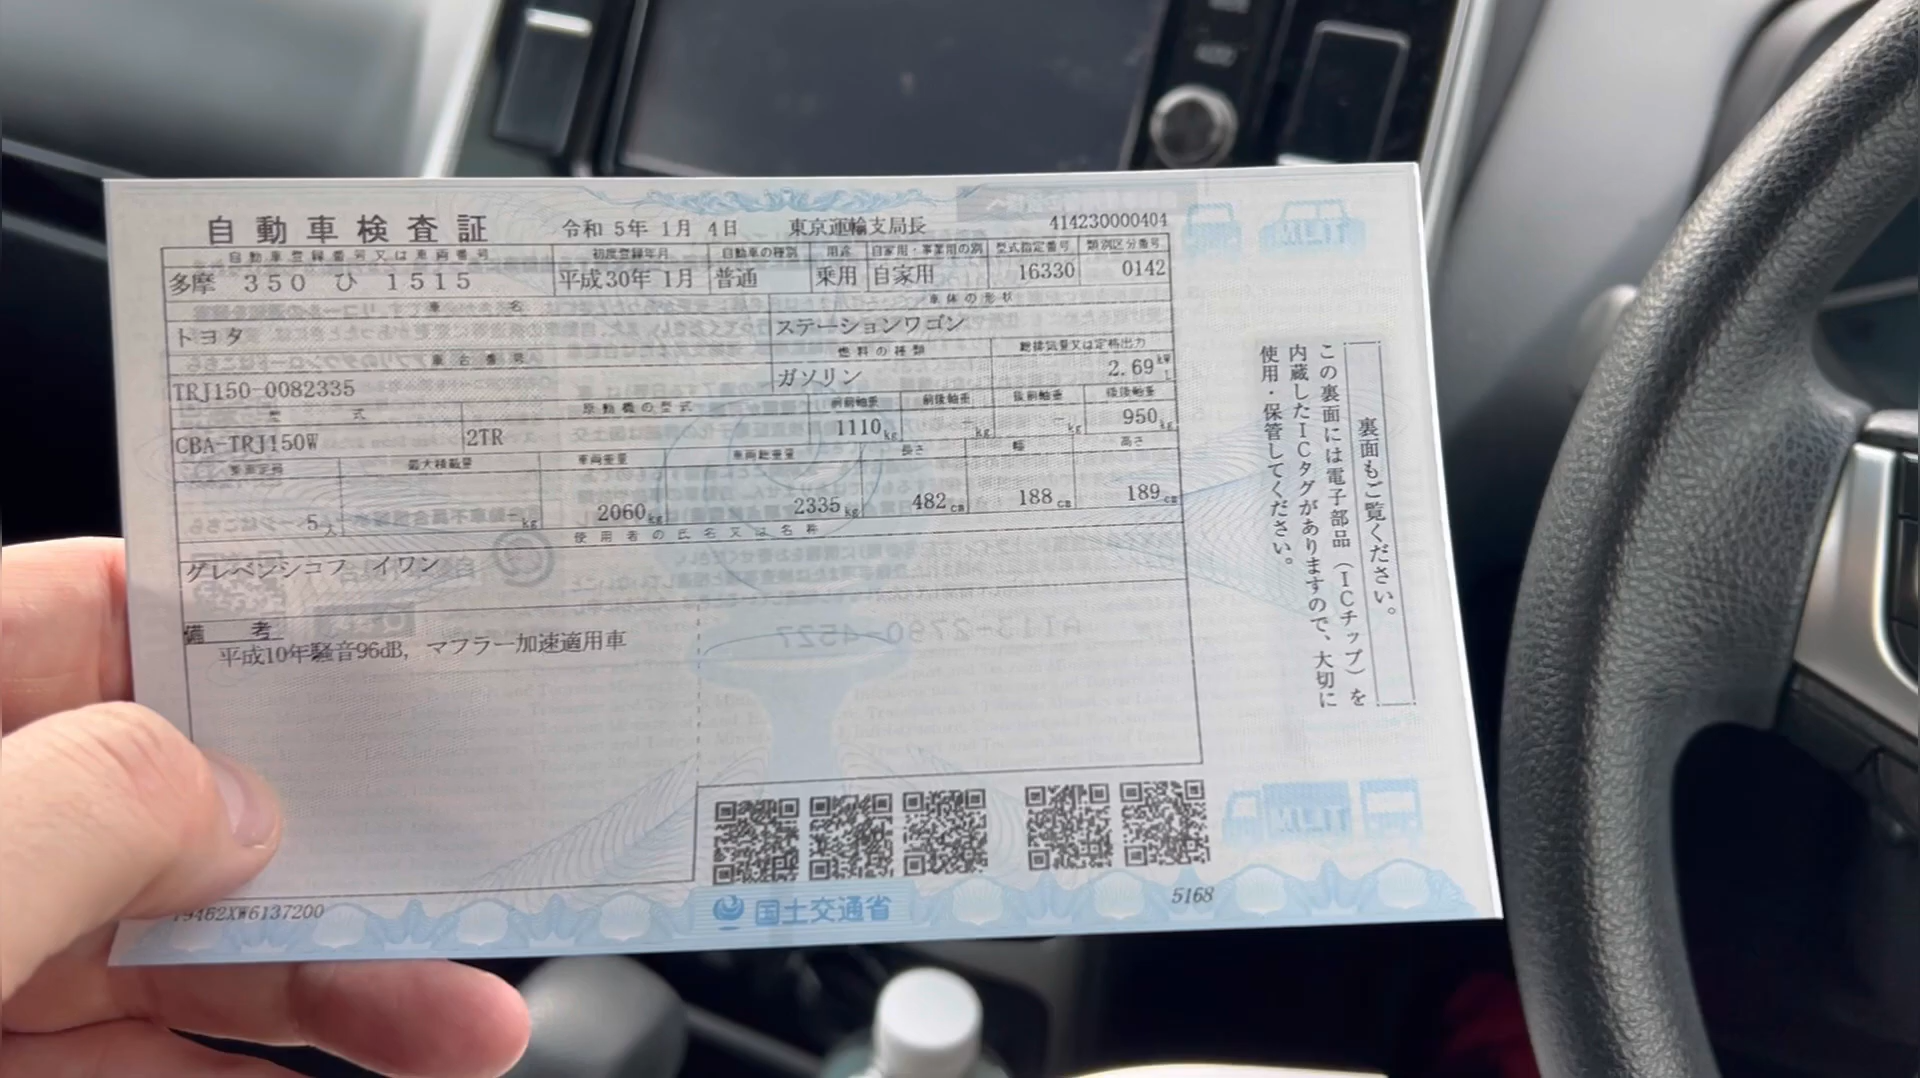 自動車検査証 令和 5年 1月 4日 東京運輸支局長 414230000404
自動車登録番号又は車両番号 初度登録年月 自動車の種別 用途 自家用・事業用の別 型式指定番号 類別区分番号
多摩 350 ひ 1515 平成30年 1月 普通 乗用 自家用 16330 0142
車名 車体の形状
トヨタ ステーションワゴン
車台番号 燃料の種類 総排気量又は定格出力
TRJ150-0082335 ガソリン 2.69 kW L
型式 原動機の型式 前前軸重 前後軸重 後前軸重 後後軸重
CBA-TRJ150W 2TR 1110 kg - kg - kg 950 kg
乗車定員 最大積載量 車両重量 車両総重量 長さ 幅 高さ
5人 - kg 2060 kg 2335 kg 482 cm 188 cm 189 cm
使用者の氏名又は名称
グレベンシコフ イワン
備考
平成10年騒音96dB, マフラー加速適用車
裏面もご覧ください。
この裏面には電子部品（ICチップ）を
内蔵したICタグがありますので、大切に
使用・保管してください。
国土交通省
5168